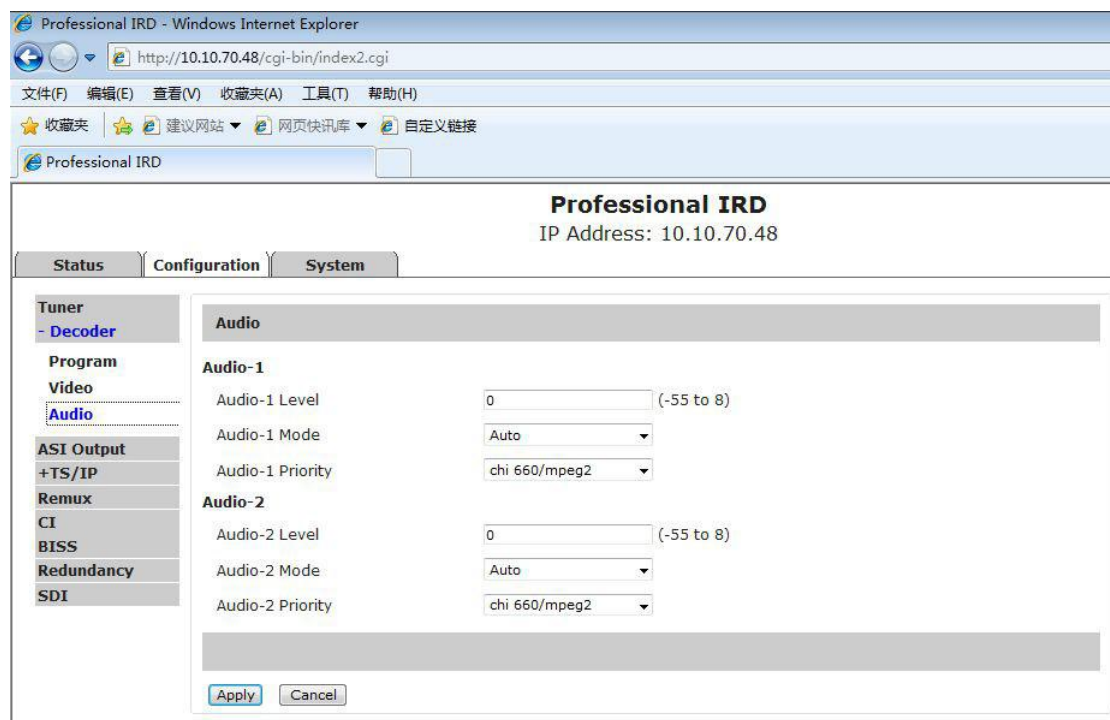 Professional IRD - Windows Internet Explorer
http://10.10.70.48/cgi-bin/index2.cgi
文件(F) 编辑(E) 查看(V) 收藏夹(A) 工具(T) 帮助(H)
收藏夹 建议网站 网页快讯库 自定义链接
Professional IRD
Professional IRD
IP Address: 10.10.70.48
Status Configuration System
Tuner
- Decoder
Program
Video
Audio
ASI Output
+TS/IP
Remux
CI
BISS
Redundancy
SDI
Audio
Audio-1
Audio-1 Level 0 (-55 to 8)
Audio-1 Mode Auto
Audio-1 Priority chi 660/mpeg2
Audio-2
Audio-2 Level 0 (-55 to 8)
Audio-2 Mode Auto
Audio-2 Priority chi 660/mpeg2
Apply Cancel